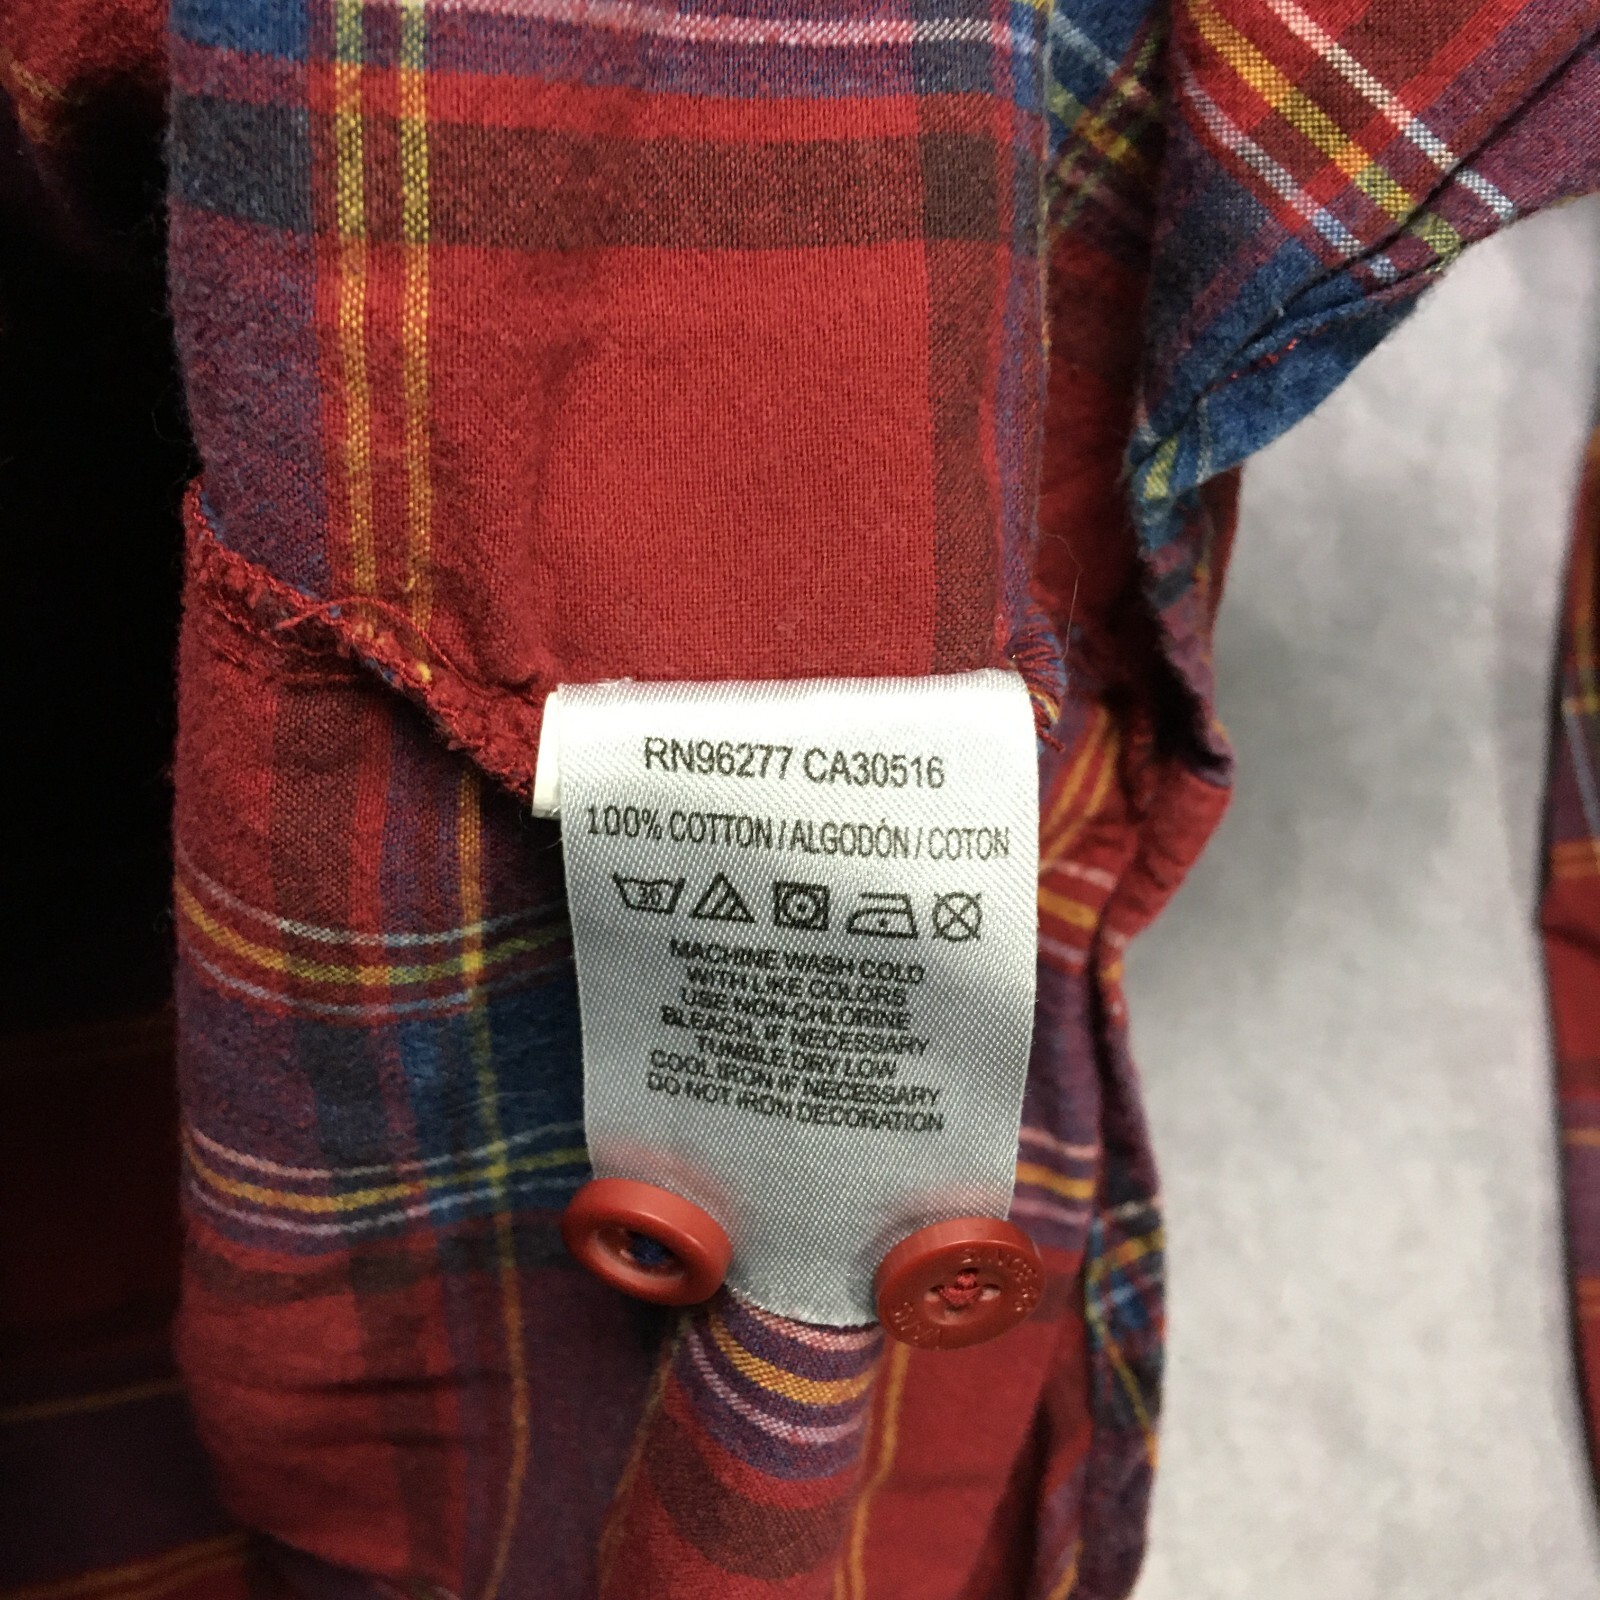 RN96277 CA30516
100% COTTON / ALGODÓN / COTON
30
MACHINE WASH COLD
WITH LIKE COLORS
USE NON-CHLORINE
BLEACH, IF NECESSARY
TUMBLE DRY LOW
COOL IRON IF NECESSARY
DO NOT IRON DECORATION